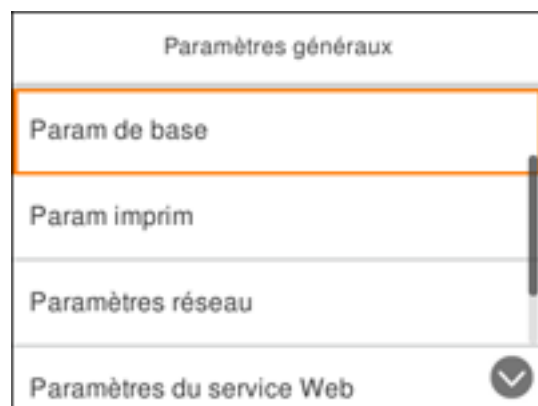 Paramètres généraux
Param de base
Param imprim
Paramètres réseau
Paramètres du service Web